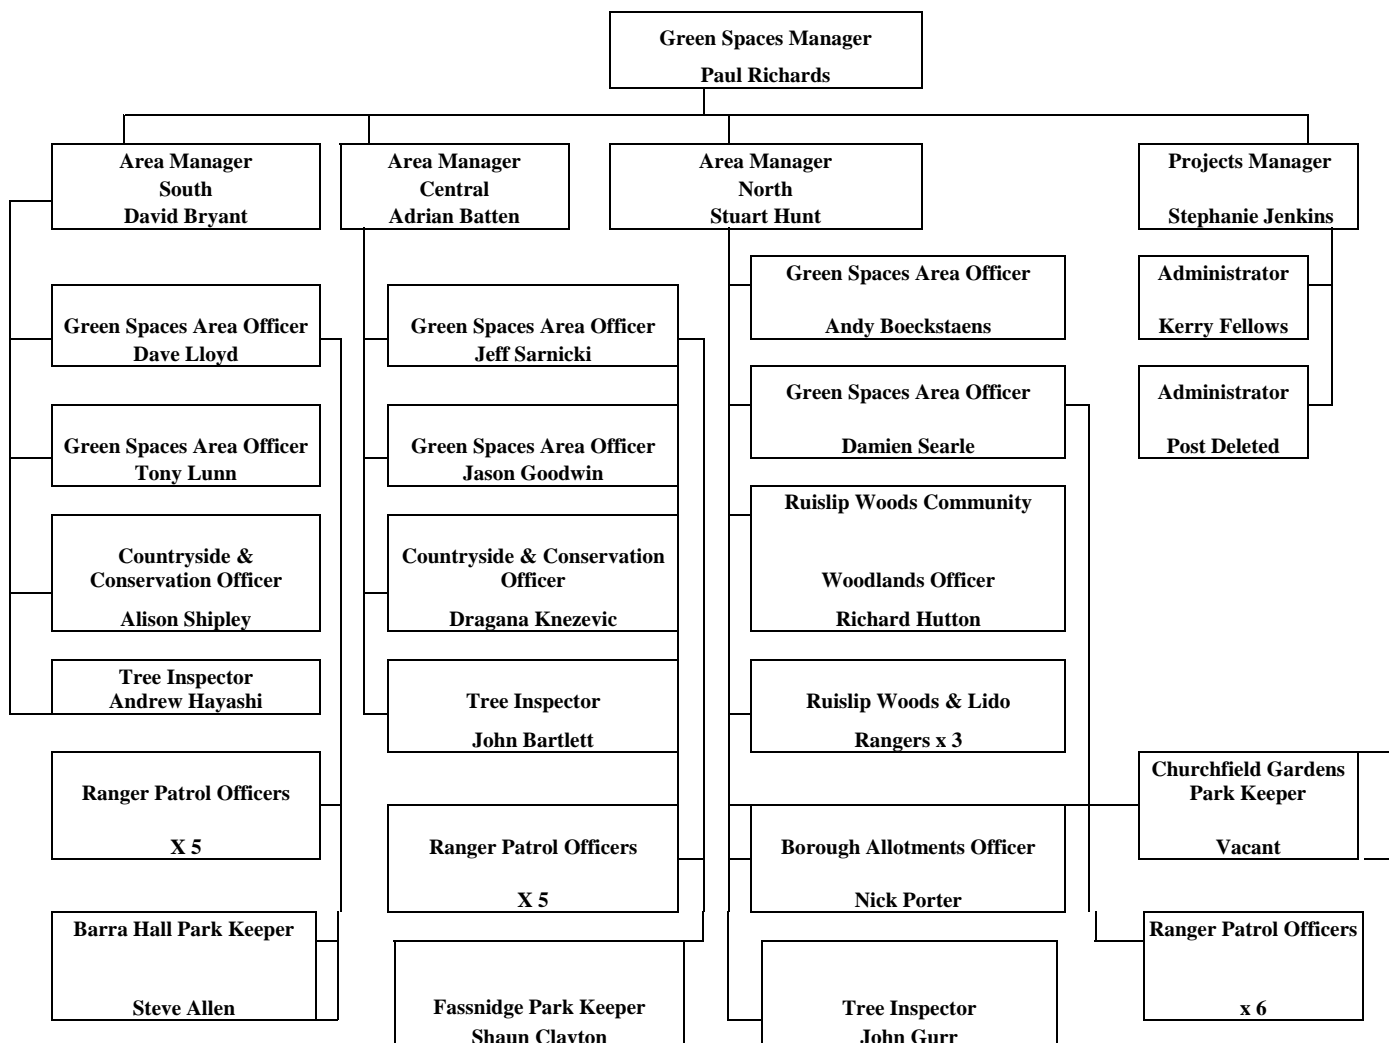 Green Spaces Manager
Paul Richards
Area Manager
South
David Bryant
Area Manager
Central
Adrian Batten
Area Manager
North
Stuart Hunt
Projects Manager
Stephanie Jenkins
Green Spaces Area Officer
Dave Lloyd
Green Spaces Area Officer
Tony Lunn
Countryside &
Conservation Officer
Alison Shipley
Tree Inspector
Andrew Hayashi
Ranger Patrol Officers
X 5
Barra Hall Park Keeper
Steve Allen
Green Spaces Area Officer
Jeff Sarnicki
Green Spaces Area Officer
Jason Goodwin
Countryside & Conservation
Officer
Dragana Knezevic
Tree Inspector
John Bartlett
Ranger Patrol Officers
X 5
Fassnidge Park Keeper
Shaun Clayton
Green Spaces Area Officer
Andy Boeckstaens
Green Spaces Area Officer
Damien Searle
Ruislip Woods Community
Woodlands Officer
Richard Hutton
Ruislip Woods & Lido
Rangers x 3
Borough Allotments Officer
Nick Porter
Tree Inspector
John Gurr
Administrator
Kerry Fellows
Administrator
Post Deleted
Churchfield Gardens
Park Keeper
Vacant
Ranger Patrol Officers
x 6